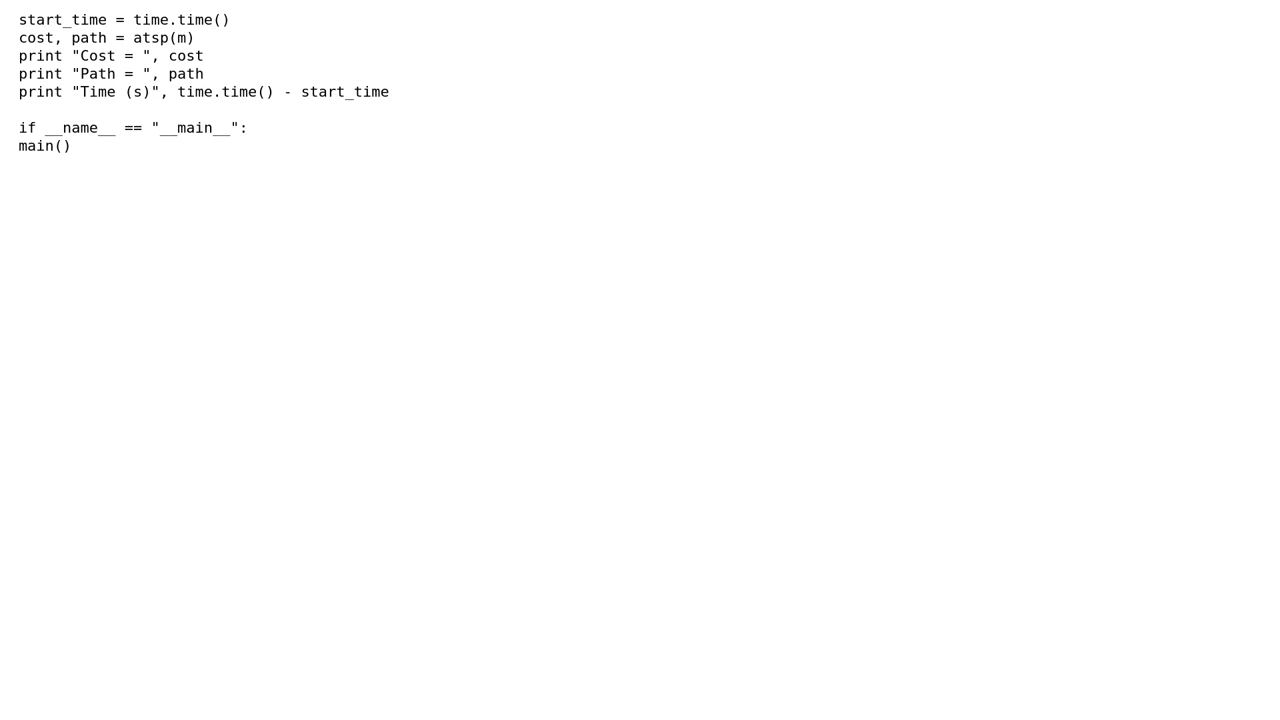 start_time = time.time()
cost, path = atsp(m)
print "Cost = ", cost
print "Path = ", path
print "Time (s)", time.time() - start_time

if __name__ == "__main__":
main()